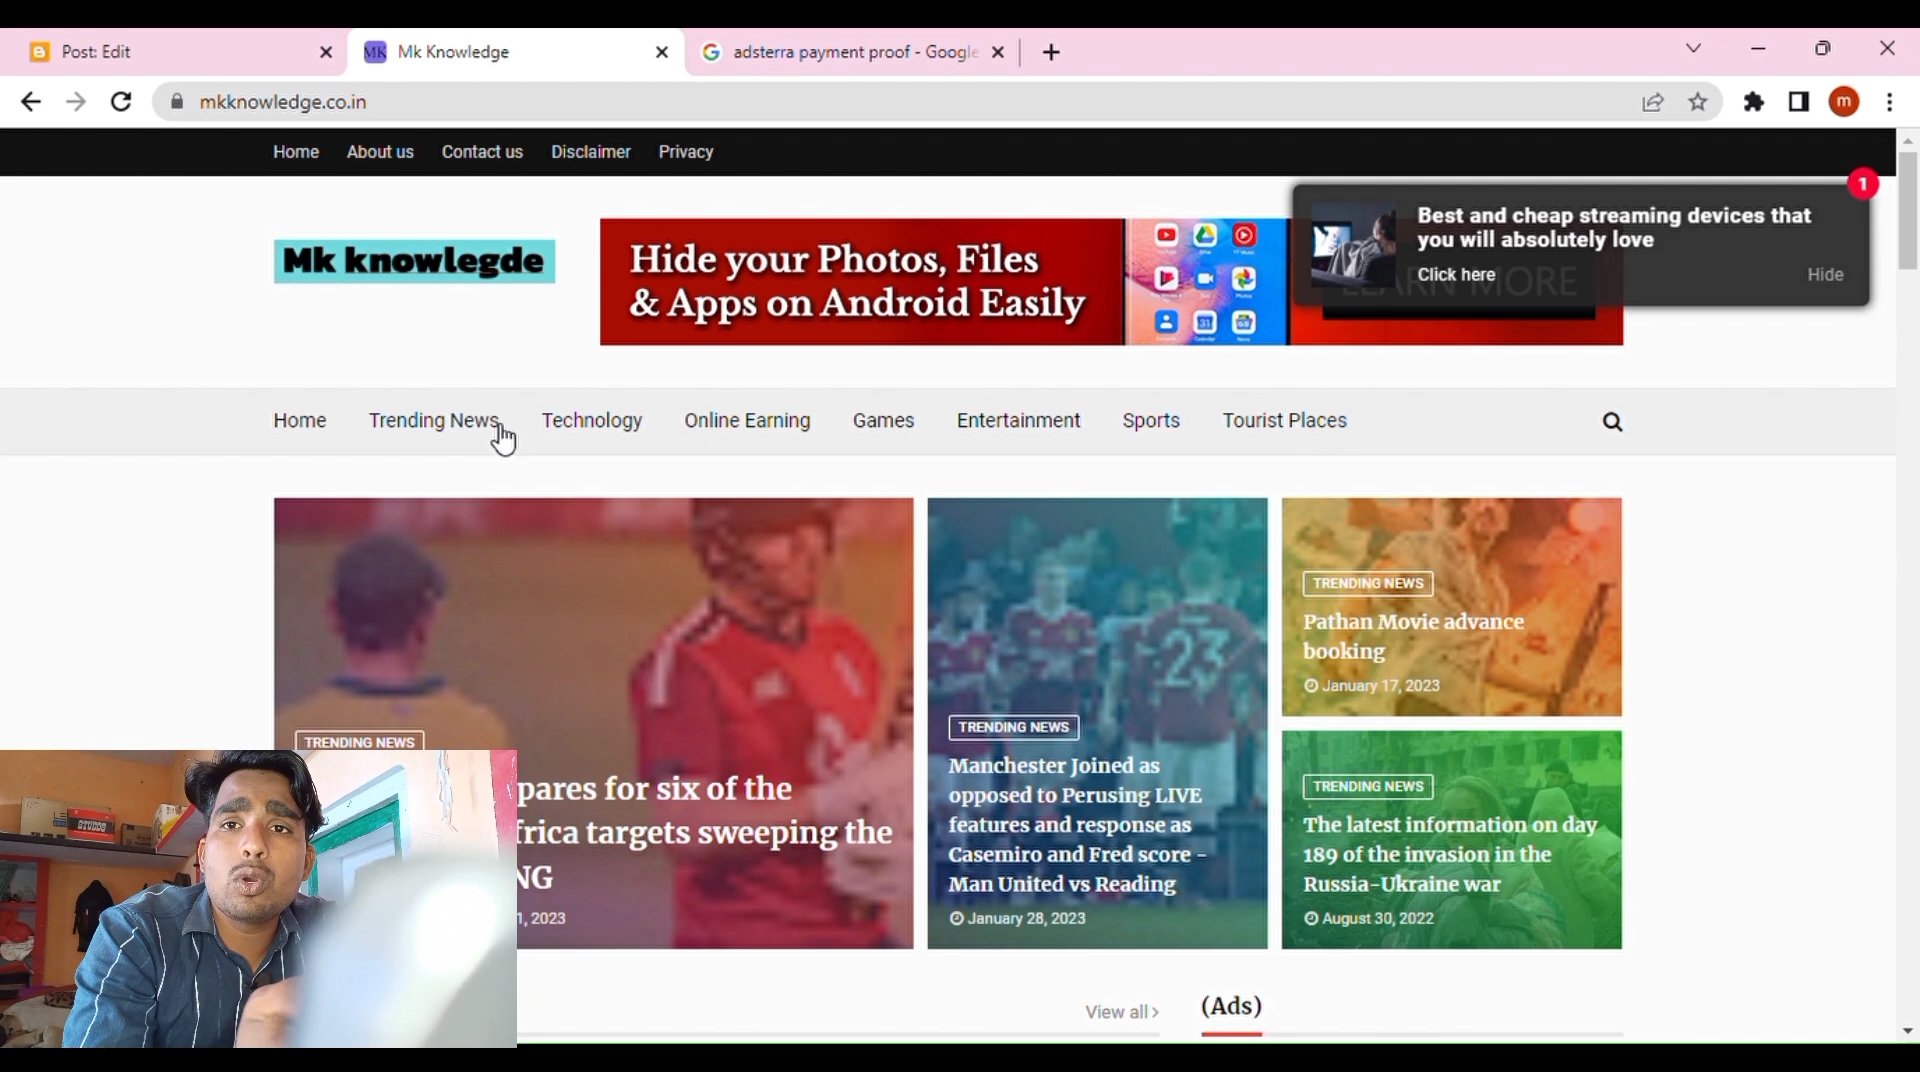 Post: Edit
MK Mk Knowledge
adsterra payment proof - Google
mkknowledge.co.in
m
Home About us Contact us Disclaimer Privacy
1
Mk knowlegde
Hide your Photos, Files
& Apps on Android Easily
Best and cheap streaming devices that
you will absolutely love
Click here Hide
LEARN MORE
Home Trending News Technology Online Earning Games Entertainment Sports Tourist Places
TRENDING NEWS
pares for six of the
frica targets sweeping the
NG
1, 2023
23
TRENDING NEWS
Manchester Joined as
opposed to Perusing LIVE
features and response as
Casemiro and Fred score -
Man United vs Reading
January 28, 2023
TRENDING NEWS
Pathan Movie advance
booking
January 17, 2023
TRENDING NEWS
The latest information on day
189 of the invasion in the
Russia-Ukraine war
August 30, 2022
STUDDS
View all ›
(Ads)